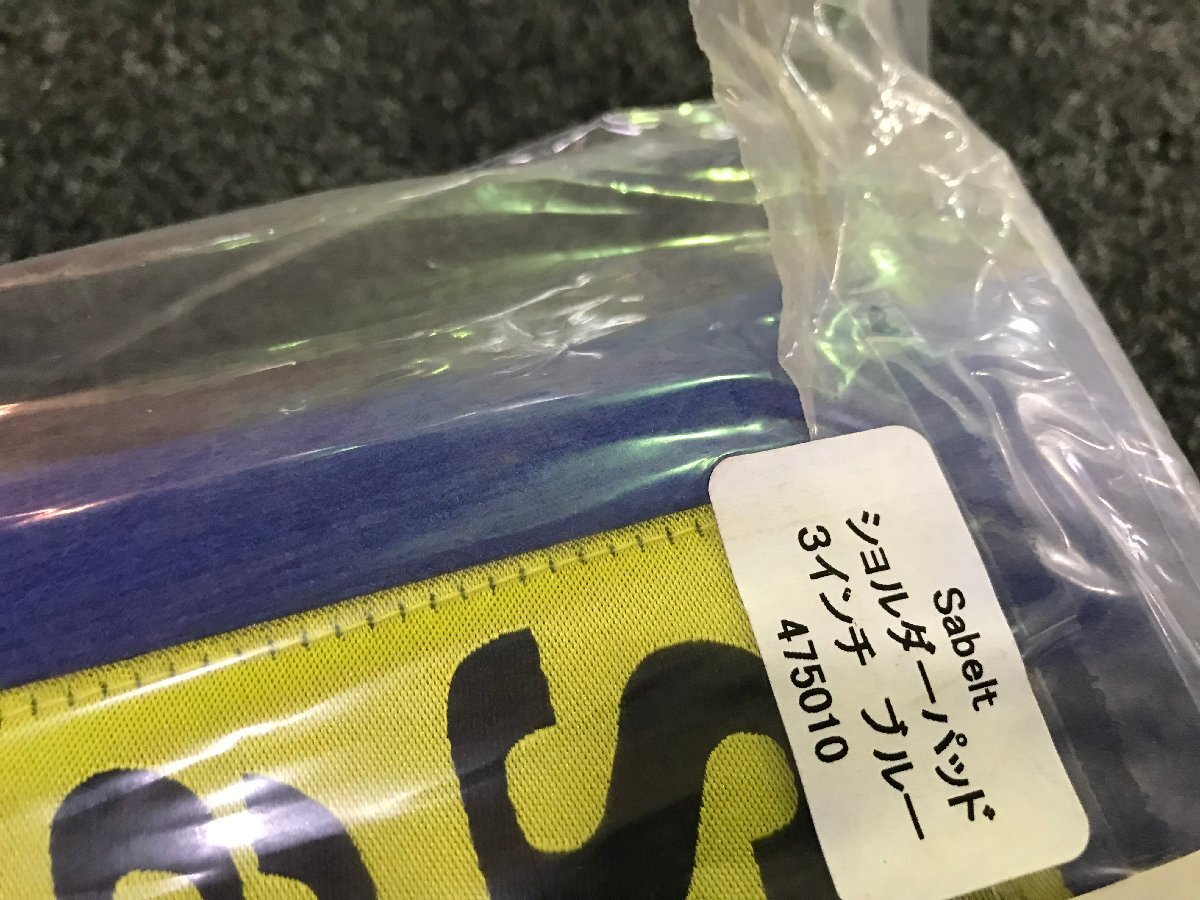 Sabelt
ショルダーパッド
3インチ ブルー
475010